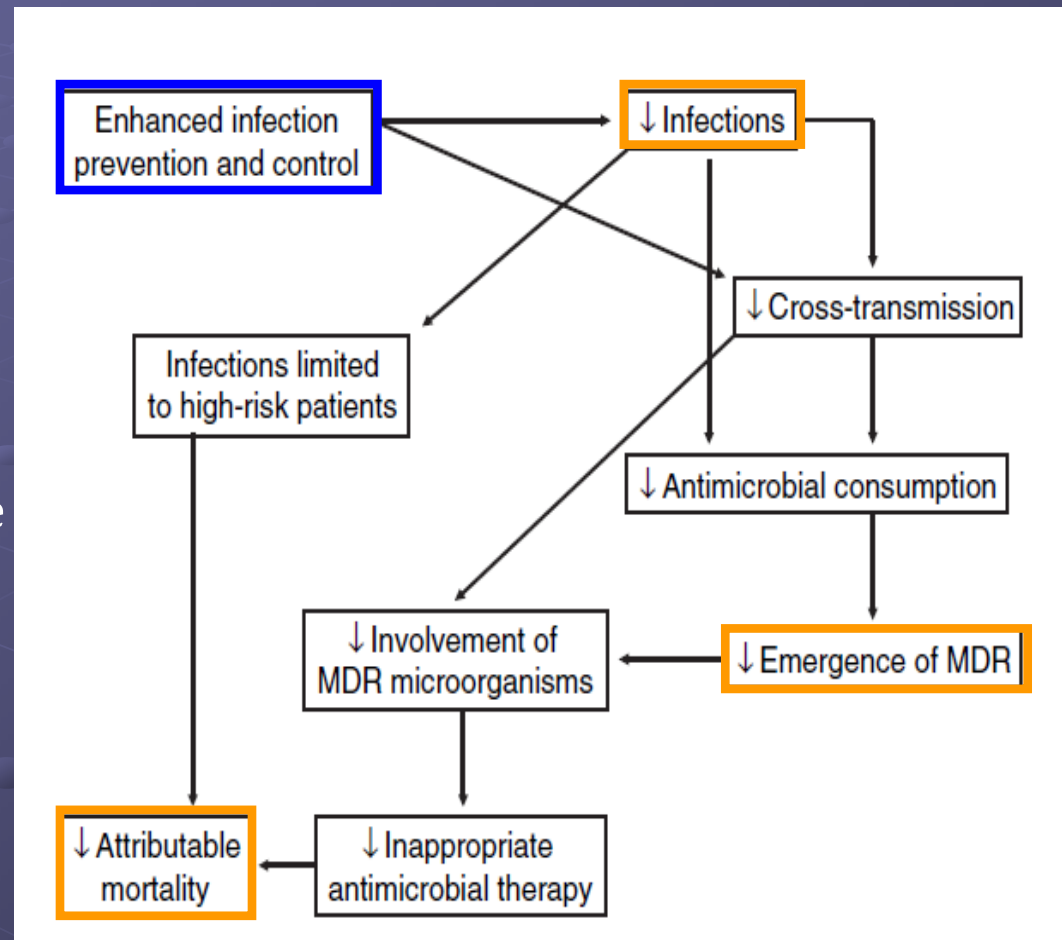 Enhanced infection
prevention and control
↓ Infections
↓ Cross-transmission
Infections limited
to high-risk patients
↓ Antimicrobial consumption
e
↓ Involvement of
MDR microorganisms
↓ Emergence of MDR
↓ Attributable
mortality
↓ Inappropriate
antimicrobial therapy